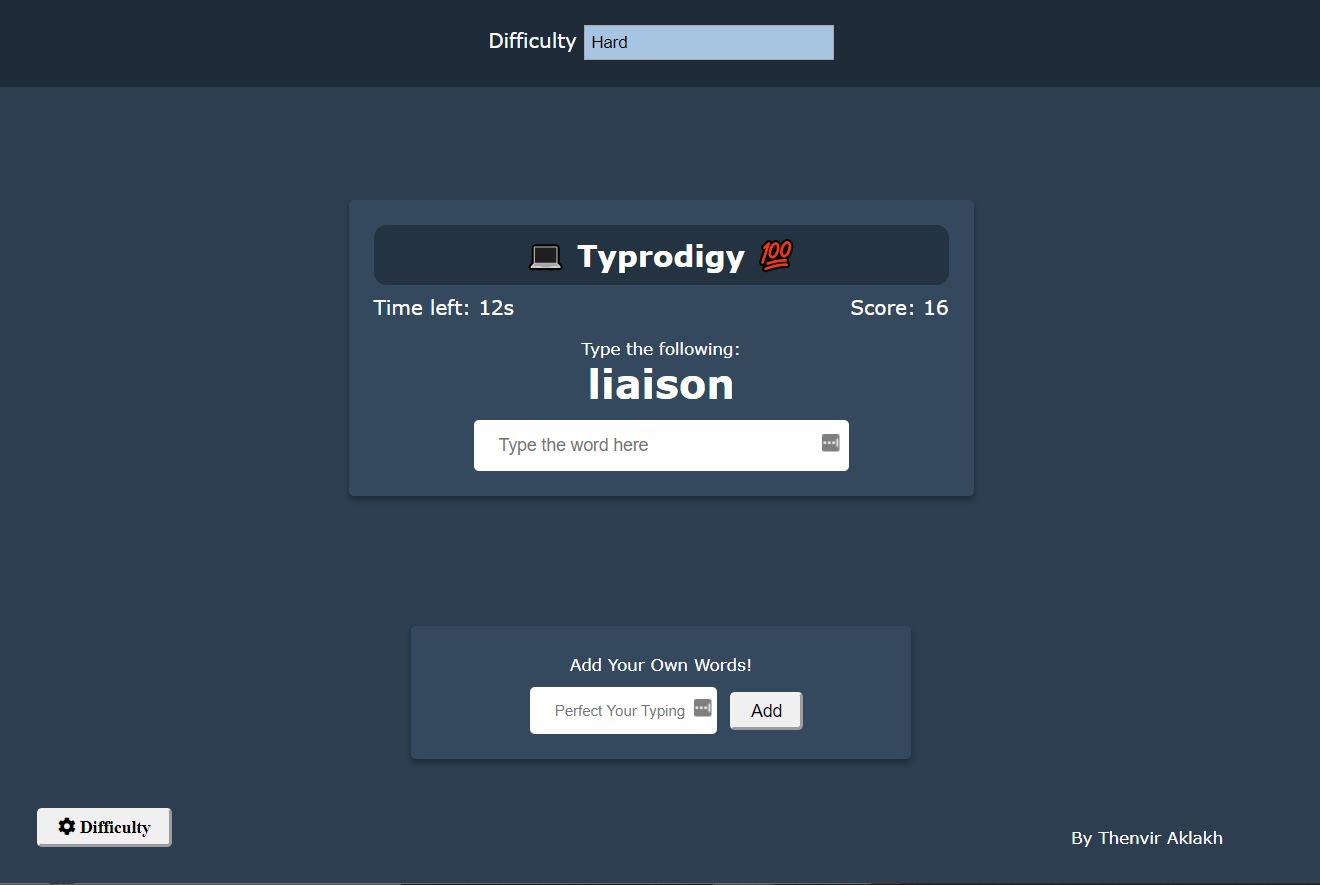 Difficulty Hard
💻 Typrodigy 💯
Time left: 12s Score: 16
Type the following:
liaison
Type the word here
Add Your Own Words!
Perfect Your Typing Add
Difficulty
By Thenvir Aklakh